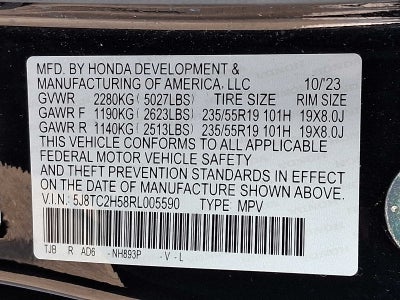 MFD. BY HONDA DEVELOPMENT &
MANUFACTURING OF AMERICA, LLC 10/'23
GVWR 2280KG (5027LBS) TIRE SIZE RIM SIZE
GAWR F 1190KG (2623LBS) 235/55R19 101H 19X8.0J
GAWR R 1140KG (2513LBS) 235/55R19 101H 19X8.0J
THIS VEHICLE CONFORMS TO ALL APPLICABLE
FEDERAL MOTOR VEHICLE SAFETY
AND THEFT PREVENTION STANDARDS IN EFFECT
ON THE DATE OF MANUFACTURE SHOWN ABOVE.
V.I.N. 5J8TC2H58RL005590 TYPE MPV
TJB R AD6 -NH893P -V-L